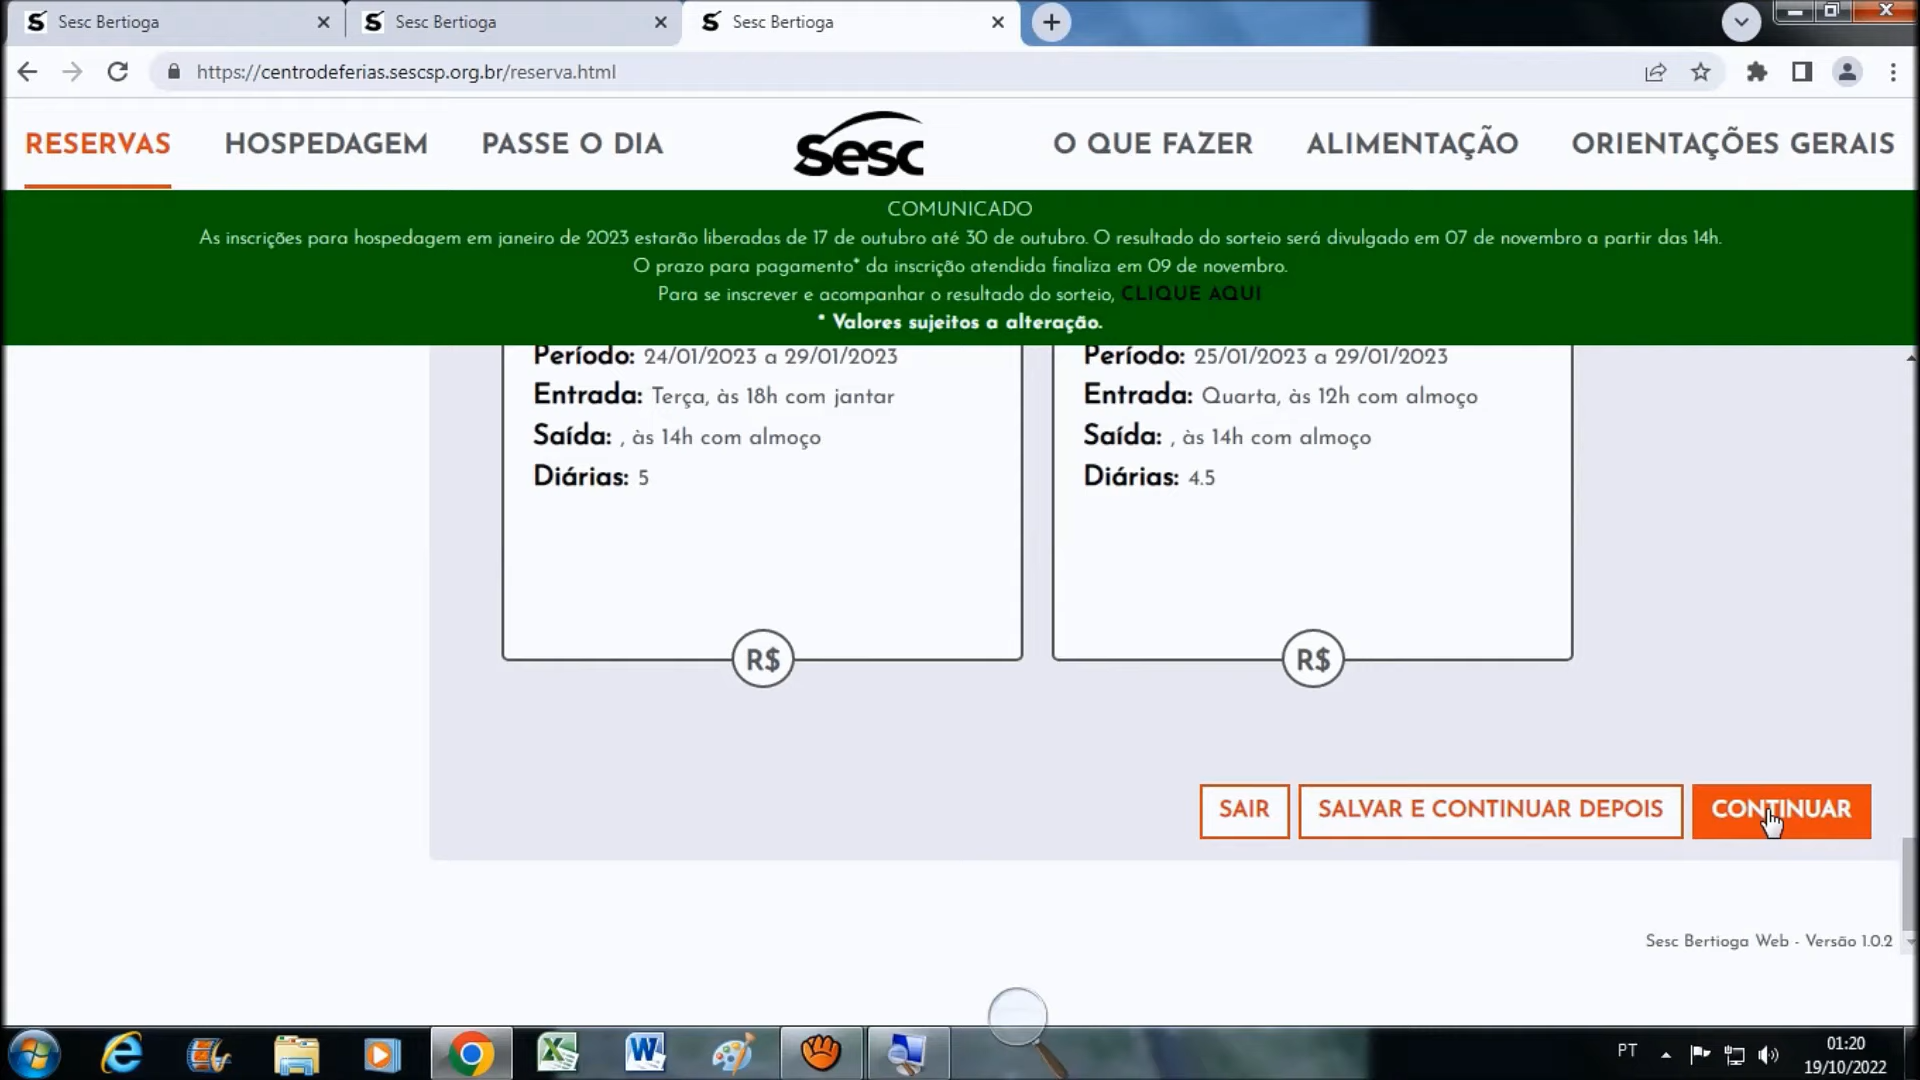 Sesc Bertioga
Sesc Bertioga
Sesc Bertioga
https://centrodeferias.sescsp.org.br/reserva.html
RESERVAS
HOSPEDAGEM
PASSE O DIA
Sesc
O QUE FAZER
ALIMENTAÇÃO
ORIENTAÇÕES GERAIS
COMUNICADO
As inscrições para hospedagem em janeiro de 2023 estarão liberadas de 17 de outubro até 30 de outubro. O resultado do sorteio será divulgado em 07 de novembro a partir das 14h.
O prazo para pagamento* da inscrição atendida finaliza em 09 de novembro.
Para se inscrever e acompanhar o resultado do sorteio, CLIQUE AQUI
* Valores sujeitos a alteração.
Período: 24/01/2023 a 29/01/2023
Entrada: Terça, às 18h com jantar
Saída: , às 14h com almoço
Diárias: 5
R$
Período: 25/01/2023 a 29/01/2023
Entrada: Quarta, às 12h com almoço
Saída: , às 14h com almoço
Diárias: 4.5
R$
SAIR
SALVAR E CONTINUAR DEPOIS
CONTINUAR
Sesc Bertioga Web - Versão 1.0.2
PT
01:20
19/10/2022